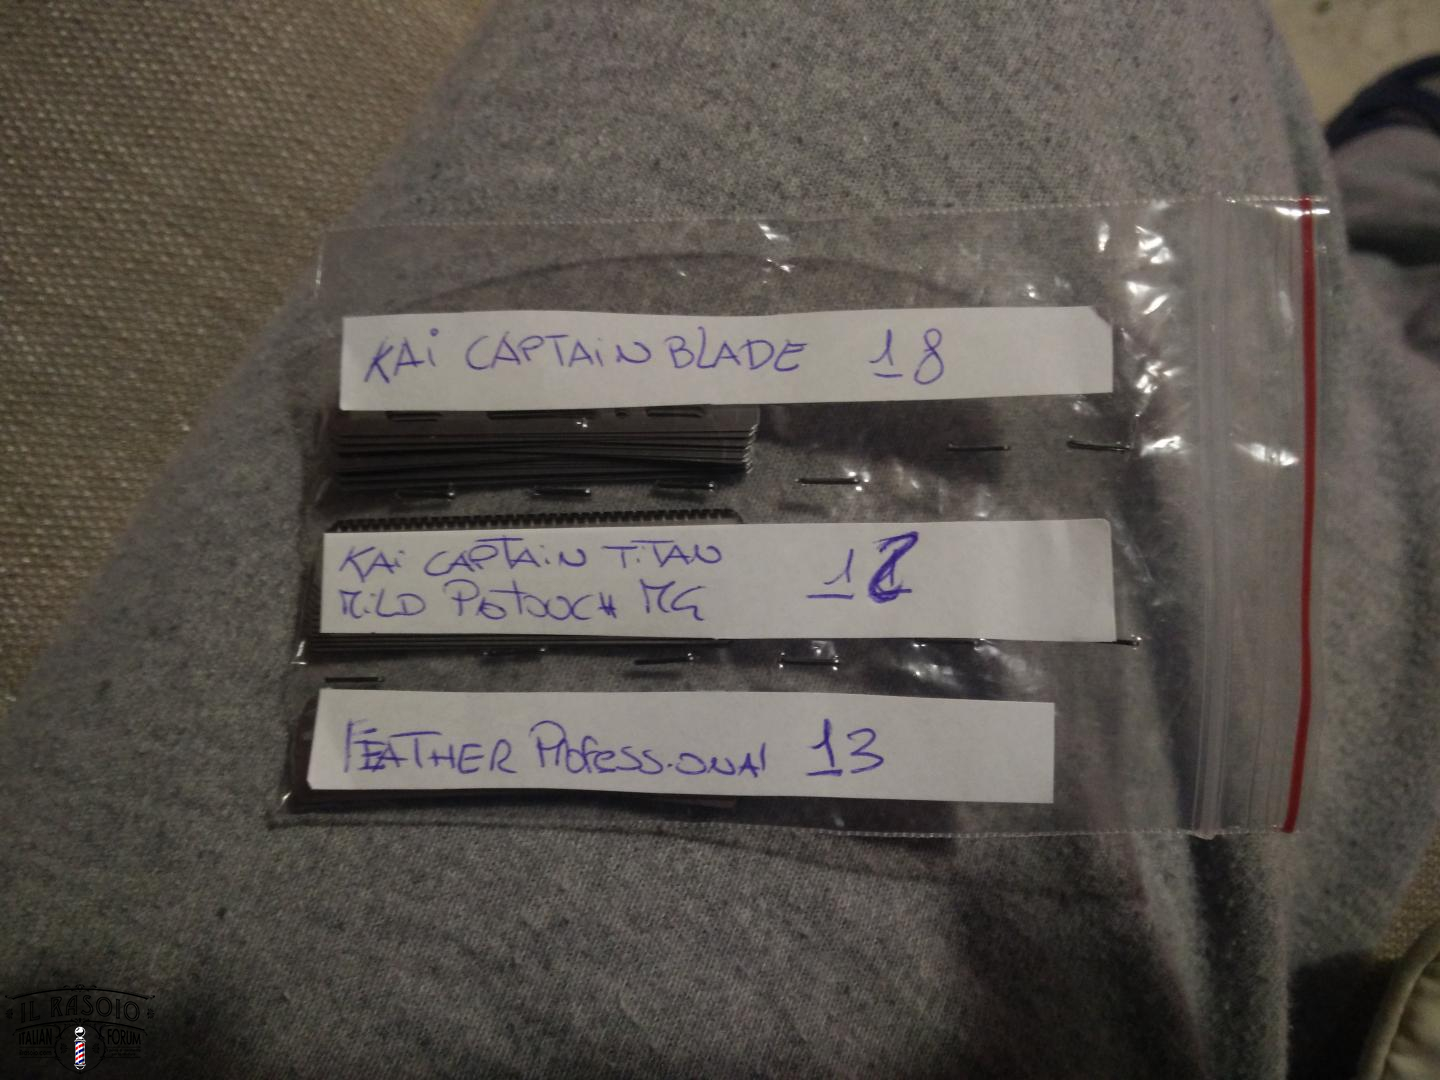 KAi CAPTAiN BLADE 18
KAi CAPTAiN TiTAN
MiLD PROTOUCH MG
FEATHER PROfESSiONAl 13
IL RASOIO
ITALIAN FORUM